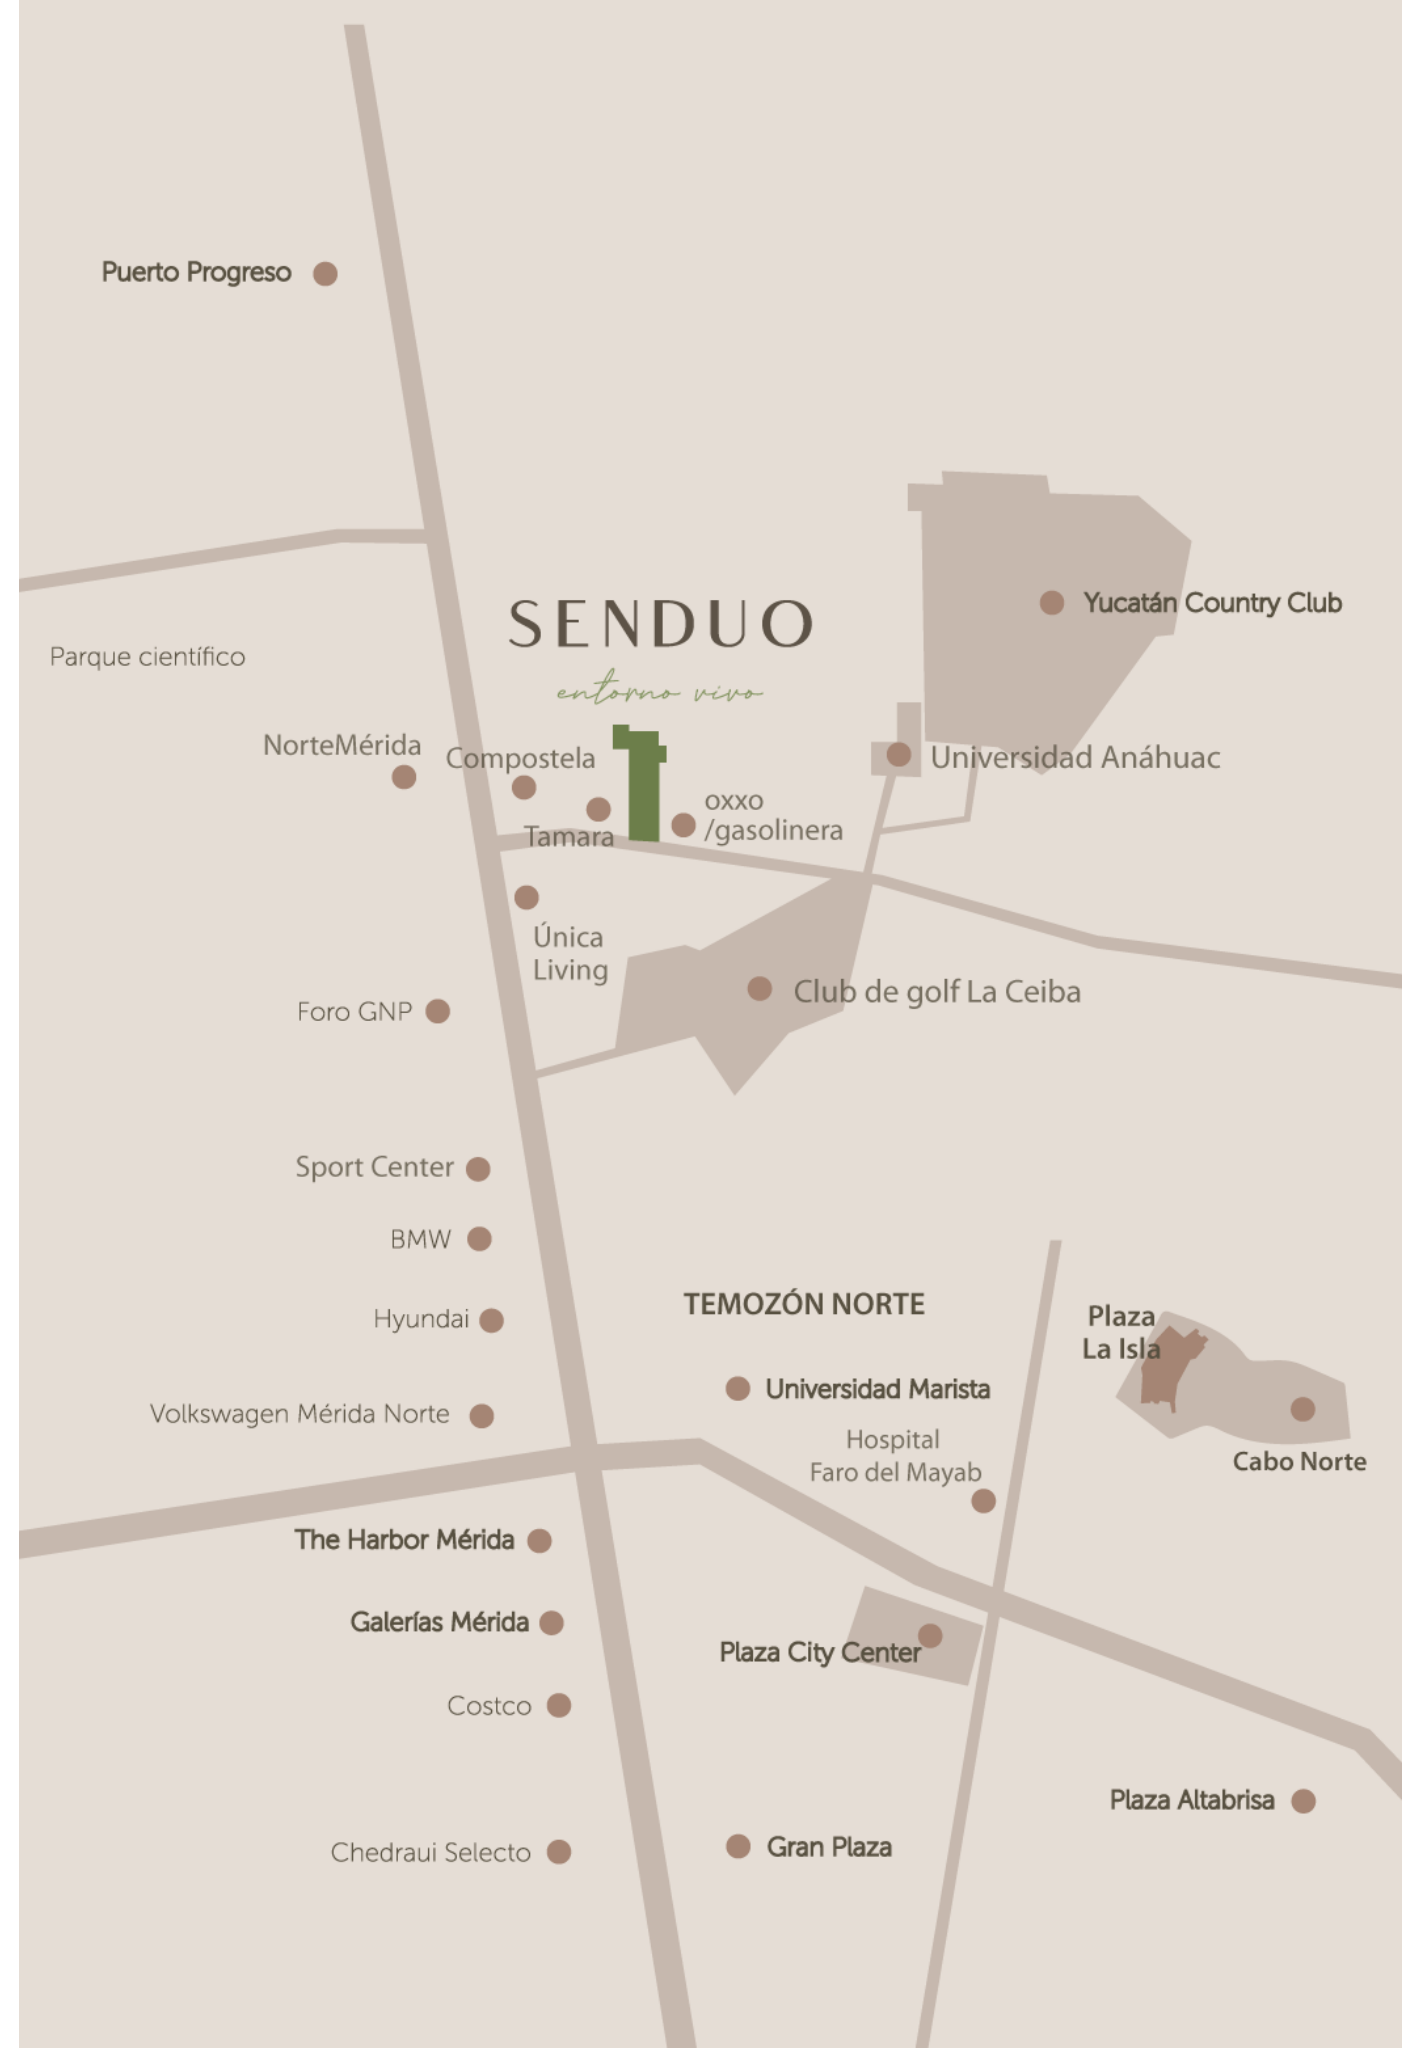 Puerto Progreso
SENDUO
entorno vivo
Yucatán Country Club
Parque científico
NorteMérida
Compostela
Universidad Anáhuac
oxxo
/gasolinera
Tamara
Única
Living
Club de golf La Ceiba
Foro GNP
Sport Center
BMW
TEMOZÓN NORTE
Plaza
La Isla
Hyundai
Universidad Marista
Volkswagen Mérida Norte
Hospital
Faro del Mayab
Cabo Norte
The Harbor Mérida
Galerías Mérida
Plaza City Center
Costco
Plaza Altabrisa
Chedraui Selecto
Gran Plaza